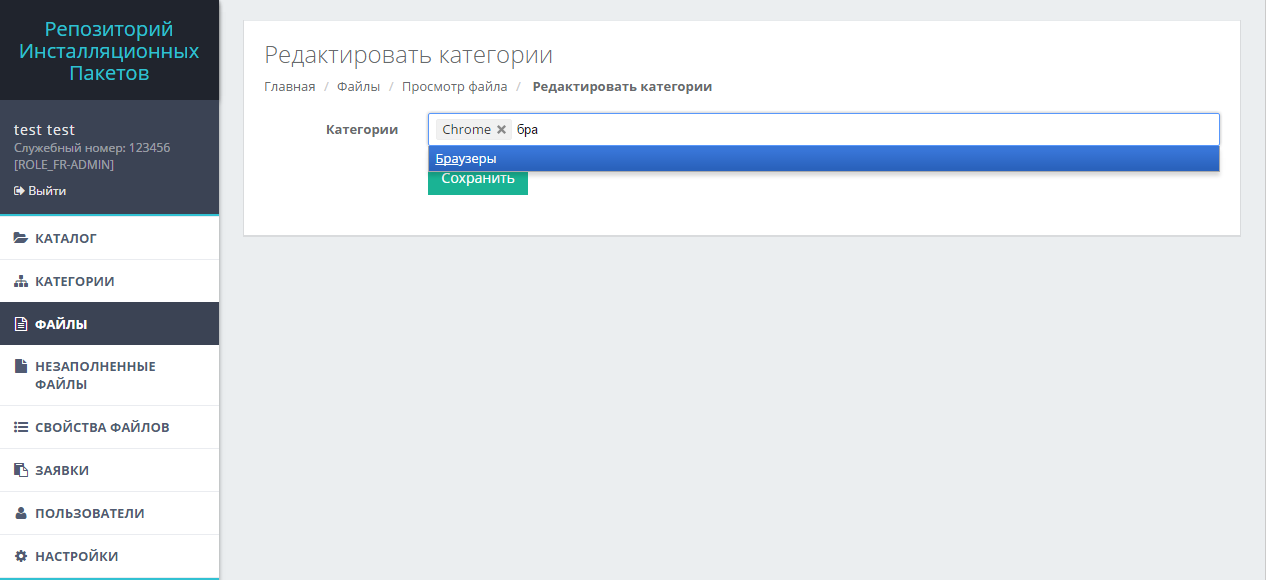 Репозиторий
Инсталляционных
Пакетов
test test
Служебный номер: 123456
[ROLE_FR-ADMIN]
Выйти
КАТАЛОГ
КАТЕГОРИИ
ФАЙЛЫ
НЕЗАПОЛНЕННЫЕ
ФАЙЛЫ
СВОЙСТВА ФАЙЛОВ
ЗАЯВКИ
ПОЛЬЗОВАТЕЛИ
НАСТРОЙКИ
Редактировать категории
Главная / Файлы / Просмотр файла / Редактировать категории
Категории Chrome бра
Браузеры
Сохранить